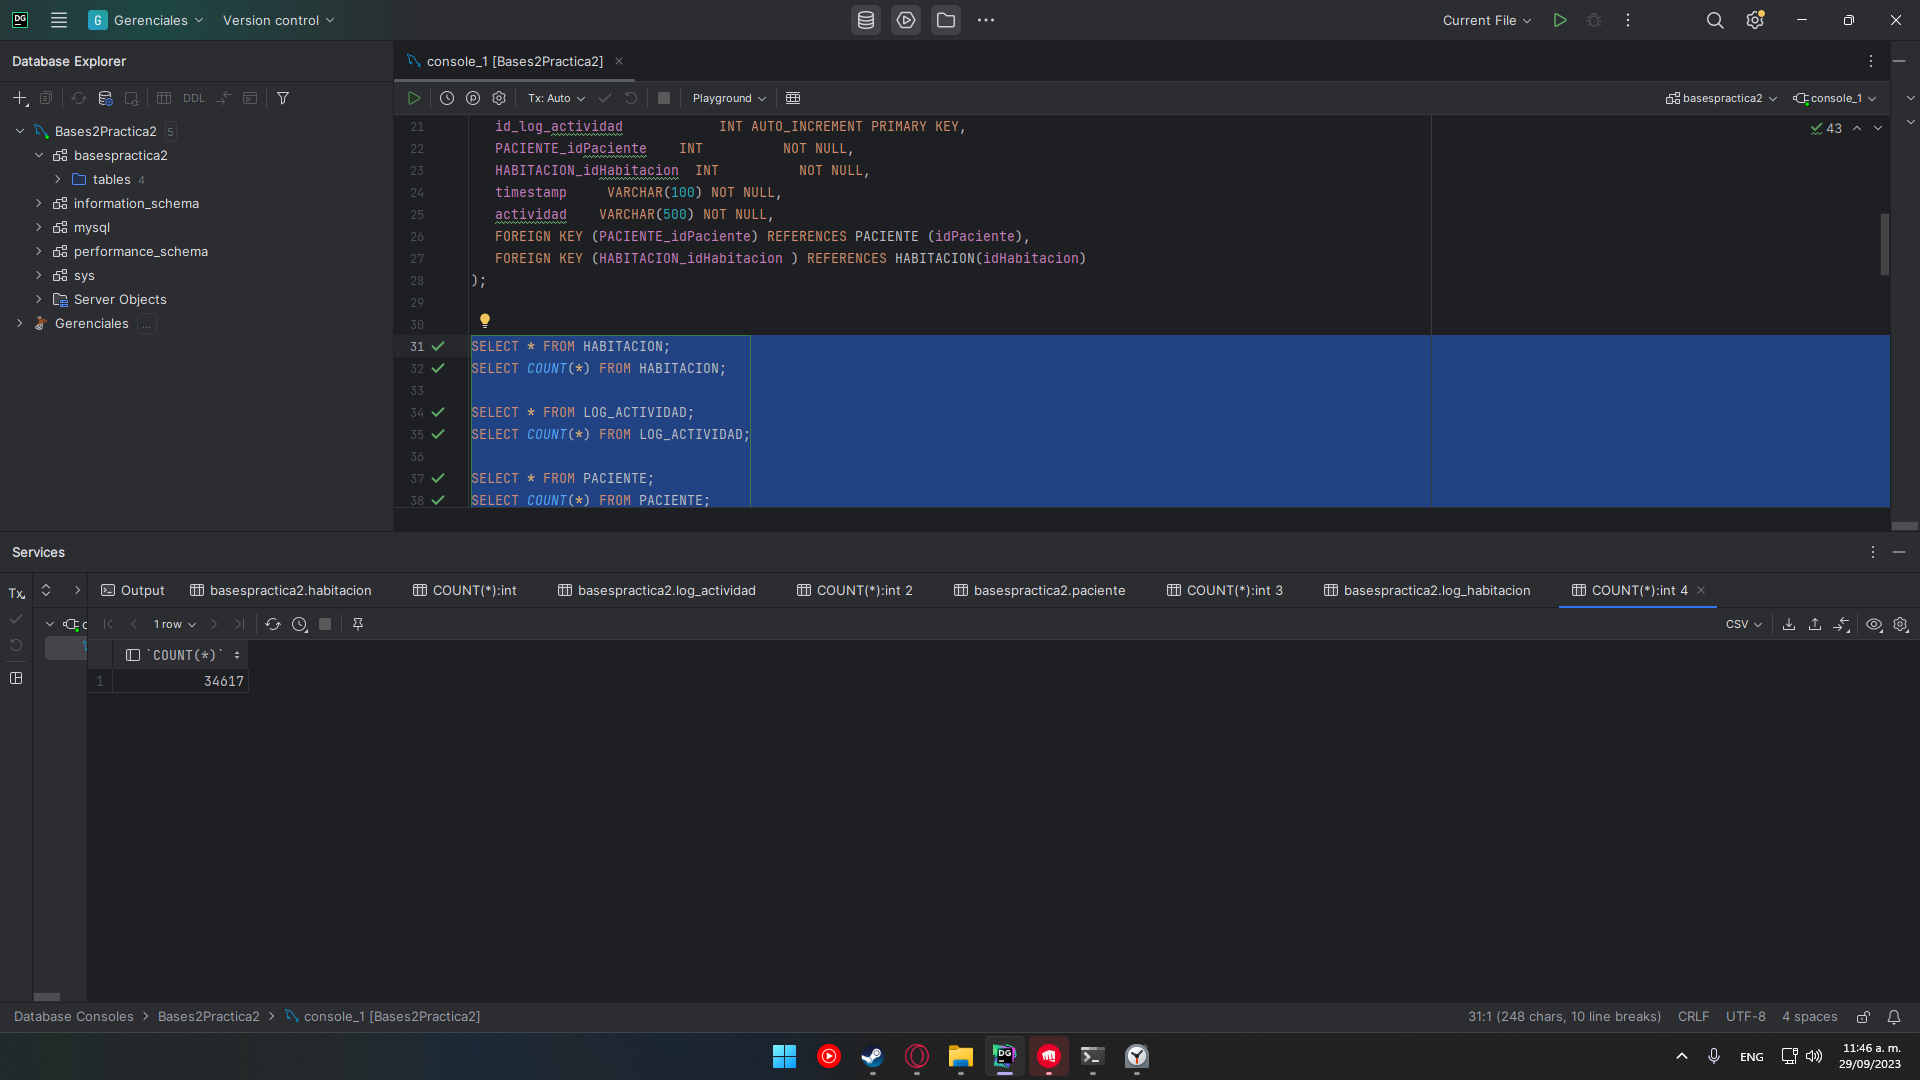 DG
G Gerenciales Version control Current File
Database Explorer
console_1 [Bases2Practica2]
DDL
Tx: Auto Playground basespractica2 console_1
Bases2Practica2 5
basespractica2
tables 4
information_schema
mysql
performance_schema
sys
Server Objects
Gerenciales ...
43
21 id_log_actividad INT AUTO_INCREMENT PRIMARY KEY,
22 PACIENTE_idPaciente INT NOT NULL,
23 HABITACION_idHabitacion INT NOT NULL,
24 timestamp VARCHAR(100) NOT NULL,
25 actividad VARCHAR(500) NOT NULL,
26 FOREIGN KEY (PACIENTE_idPaciente) REFERENCES PACIENTE (idPaciente),
27 FOREIGN KEY (HABITACION_idHabitacion ) REFERENCES HABITACION(idHabitacion)
28 );
29
30
31 SELECT * FROM HABITACION;
32 SELECT COUNT(*) FROM HABITACION;
33
34 SELECT * FROM LOG_ACTIVIDAD;
35 SELECT COUNT(*) FROM LOG_ACTIVIDAD;
36
37 SELECT * FROM PACIENTE;
38 SELECT COUNT(*) FROM PACIENTE;
Services
Tx
Output basespractica2.habitacion COUNT(*):int basespractica2.log_actividad COUNT(*):int 2 basespractica2.paciente COUNT(*):int 3 basespractica2.log_habitacion COUNT(*):int 4
1 row CSV
`COUNT(*)`
1 34617
Database Consoles > Bases2Practica2 > console_1 [Bases2Practica2] 31:1 (248 chars, 10 line breaks) CRLF UTF-8 4 spaces
DG
ENG
11:46 a. m.
29/09/2023